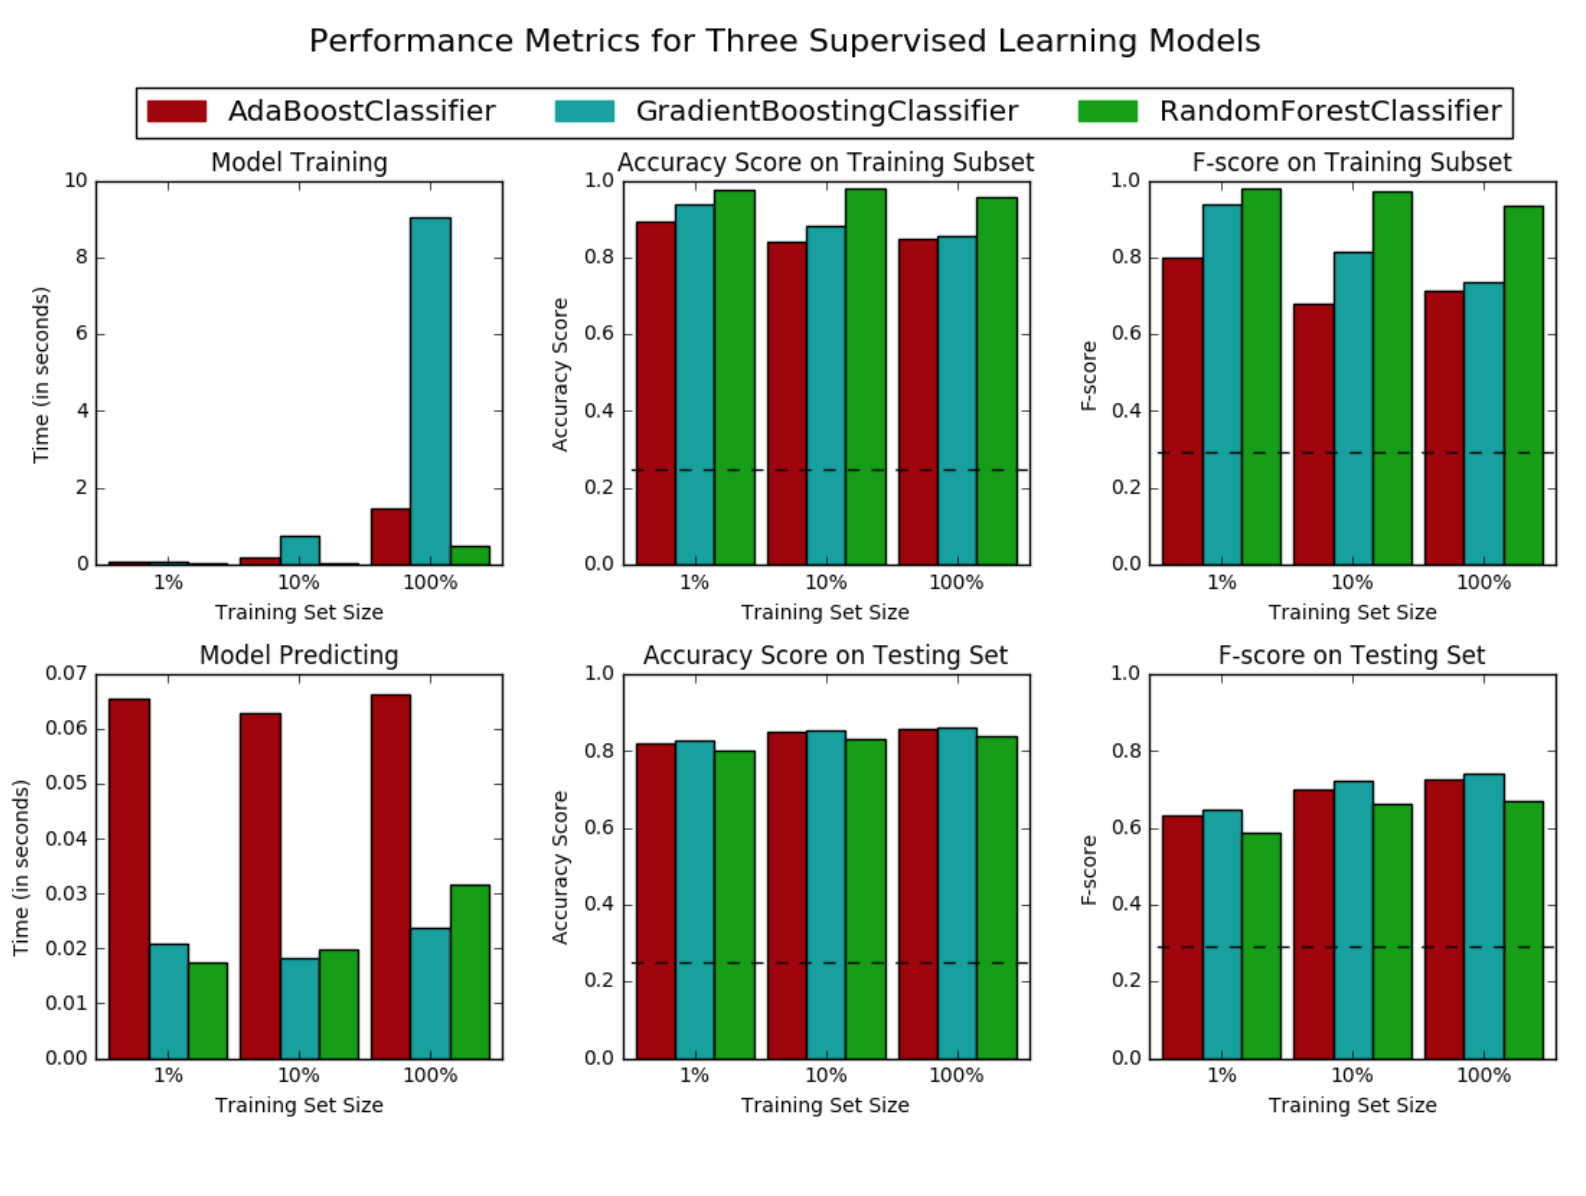 Performance Metrics for Three Supervised Learning Models
AdaBoostClassifier GradientBoostingClassifier RandomForestClassifier
Model Training
10
8
6
4
2
0
Time (in seconds)
1% 10% 100%
Training Set Size
Accuracy Score on Training Subset
1.0
0.8
0.6
0.4
0.2
0.0
Accuracy Score
1% 10% 100%
Training Set Size
F-score on Training Subset
1.0
0.8
0.6
0.4
0.2
0.0
F-score
1% 10% 100%
Training Set Size
Model Predicting
0.07
0.06
0.05
0.04
0.03
0.02
0.01
0.00
Time (in seconds)
1% 10% 100%
Training Set Size
Accuracy Score on Testing Set
1.0
0.8
0.6
0.4
0.2
0.0
Accuracy Score
1% 10% 100%
Training Set Size
F-score on Testing Set
1.0
0.8
0.6
0.4
0.2
0.0
F-score
1% 10% 100%
Training Set Size